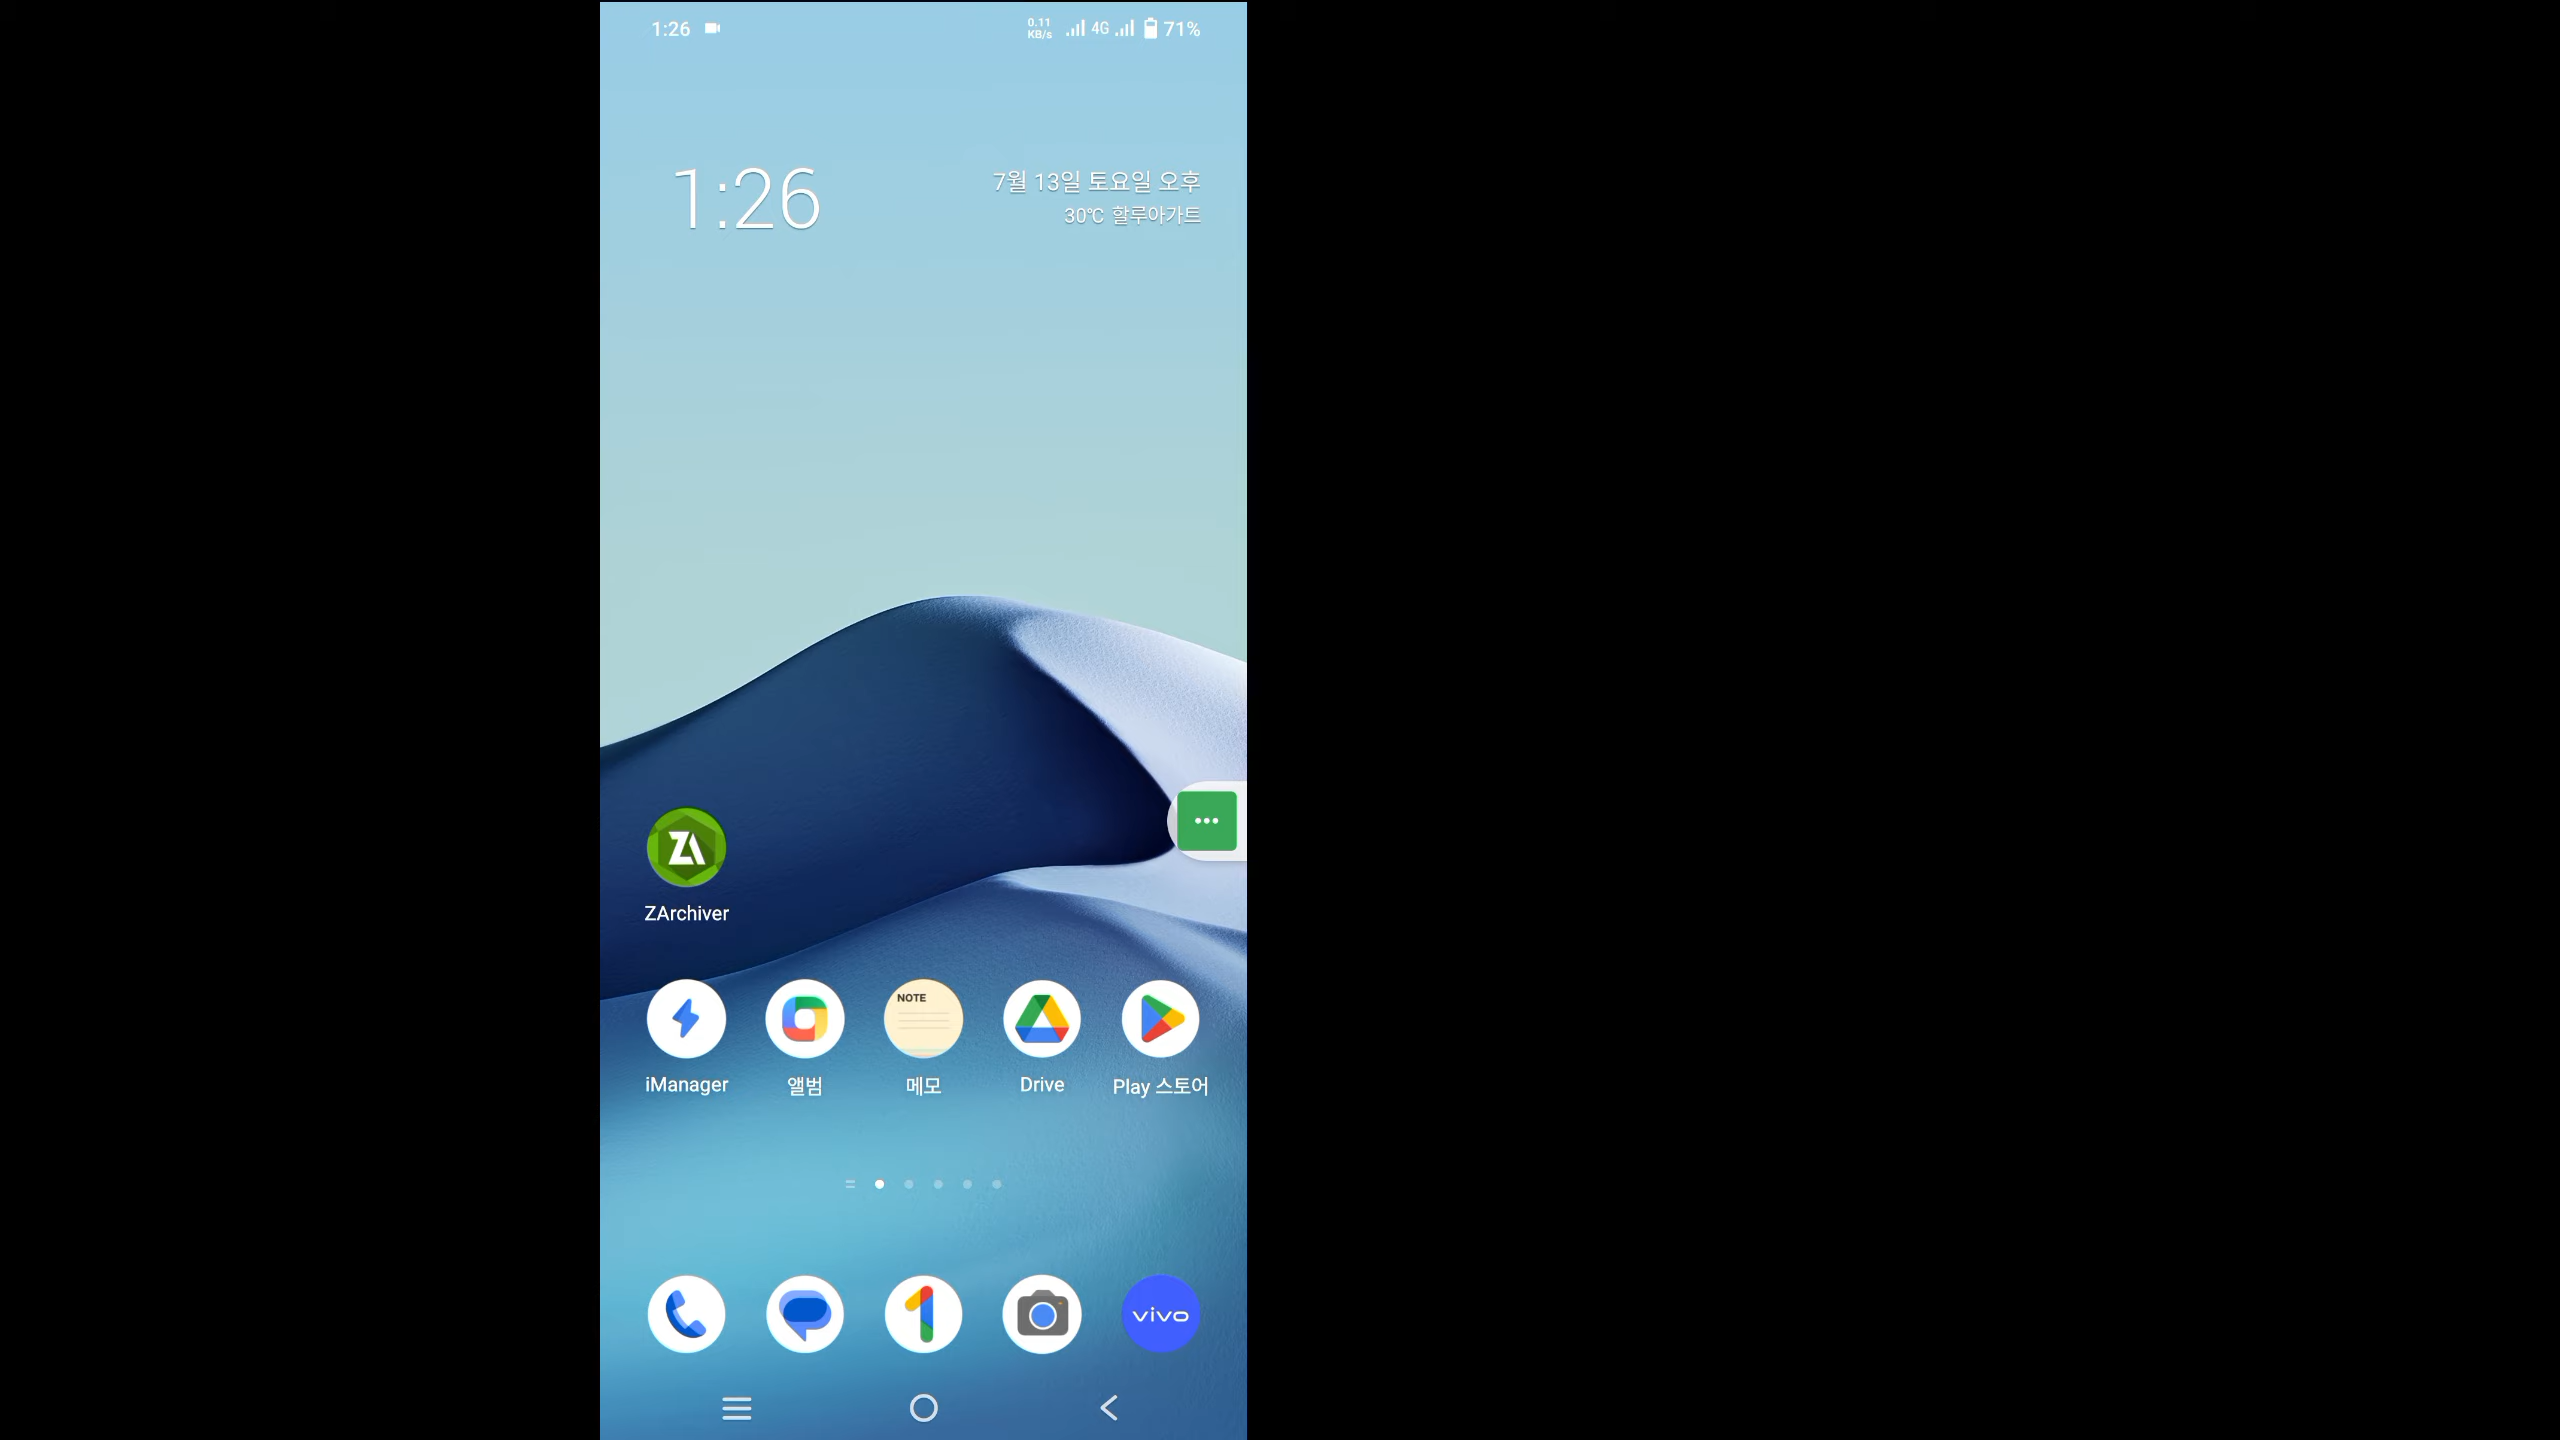 1:26
0.11
KB/s
4G
71%
1:26
7월 13일 토요일 오후
30℃ 할루아가트
ZArchiver
NOTE
iManager
앨범
메모
Drive
Play 스토어
vivo